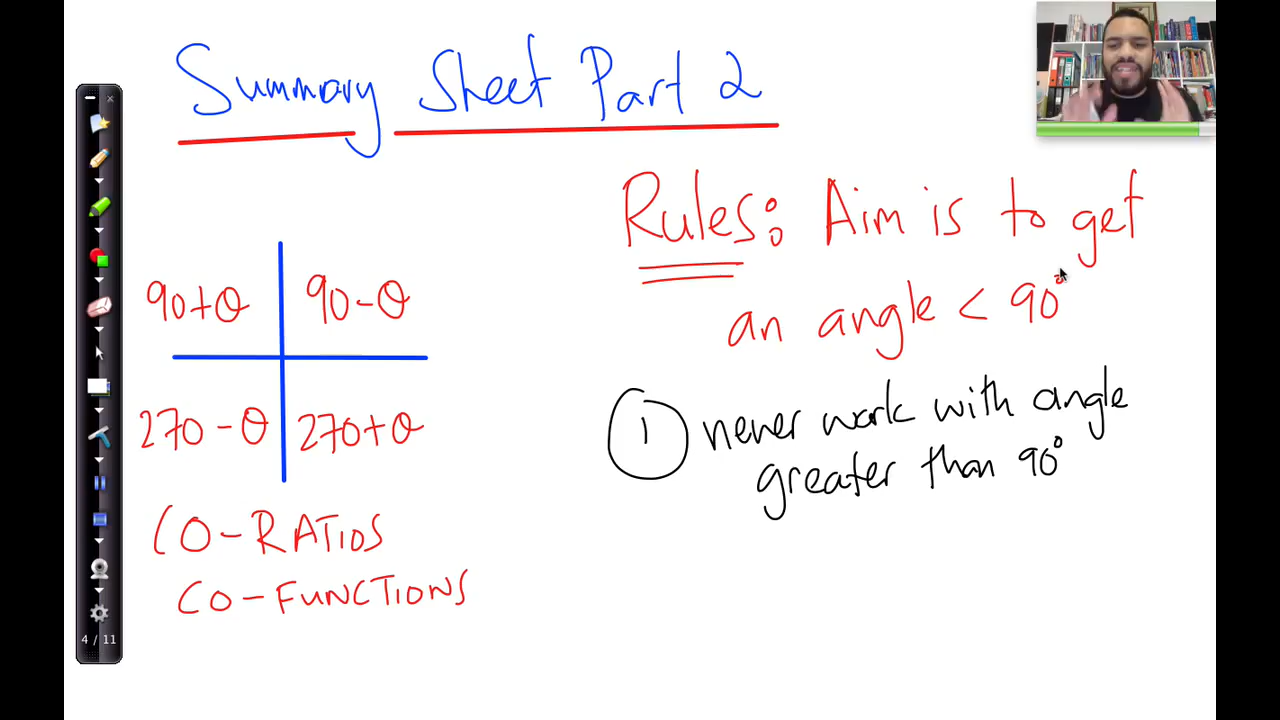 Summary Sheet Part 2
90+θ 90-θ
270-θ 270+θ
CO-RATIOS
CO-FUNCTIONS
Rules: Aim is to get
an angle < 90°
① never work with angle
greater than 90°
4 / 11